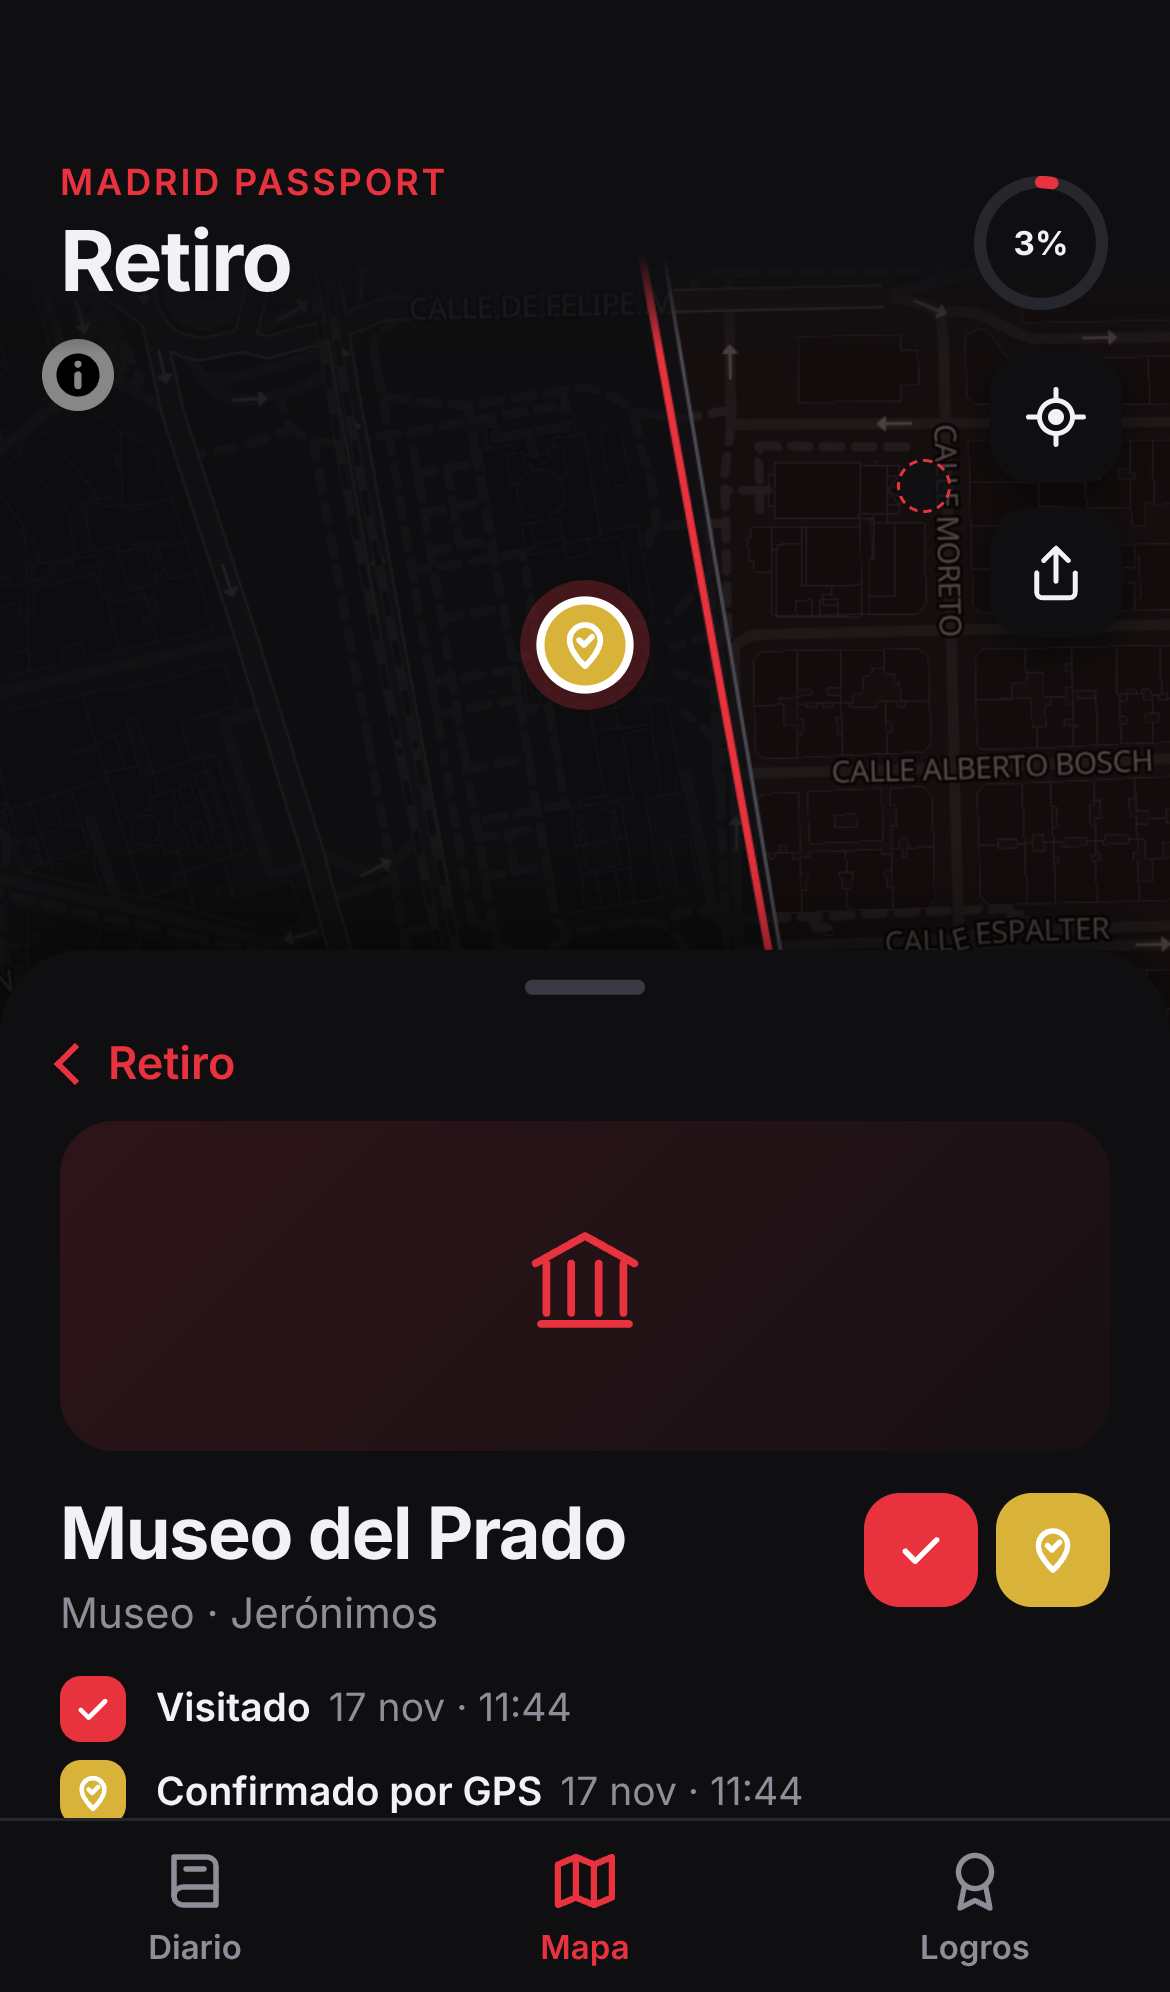 MADRID PASSPORT
Retiro
3%
CALLE DE FELIPE IV
CALLE MORETO
CALLE ALBERTO BOSCH
CALLE ESPALTER
Retiro
Museo del Prado
Museo · Jerónimos
Visitado 17 nov · 11:44
Confirmado por GPS 17 nov · 11:44
Diario
Mapa
Logros